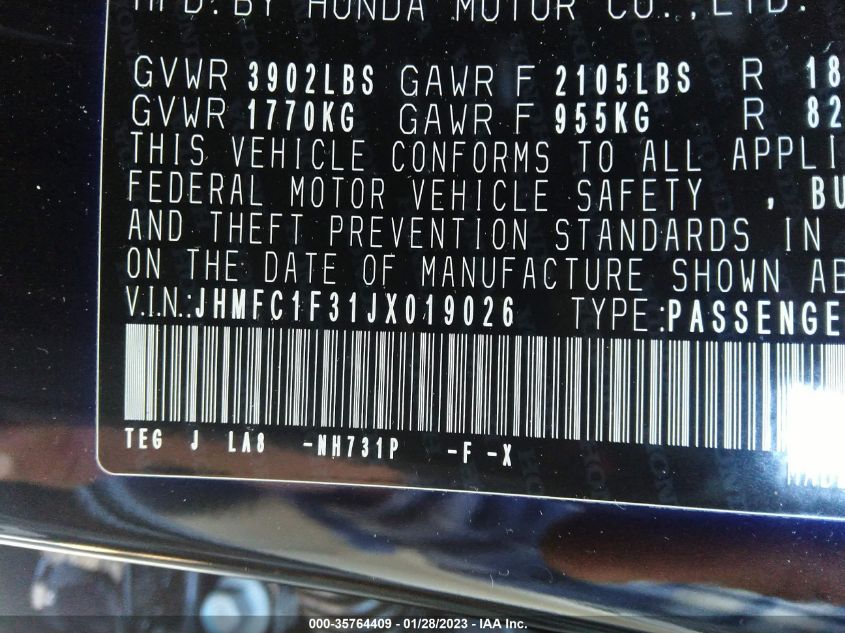 MFD. BY HONDA MOTOR CO., LTD.
GVWR 3902LBS GAWR F 2105LBS R 18
GVWR 1770KG GAWR F 955KG R 82
THIS VEHICLE CONFORMS TO ALL APPLI
FEDERAL MOTOR VEHICLE SAFETY , BU
AND THEFT PREVENTION STANDARDS IN
ON THE DATE OF MANUFACTURE SHOWN AB
V.I.N.:JHMFC1F31JX019026 TYPE:PASSENGE
TEG J LA8 -NH731P -F -X
000-35764409 - 01/28/2023 - IAA Inc.